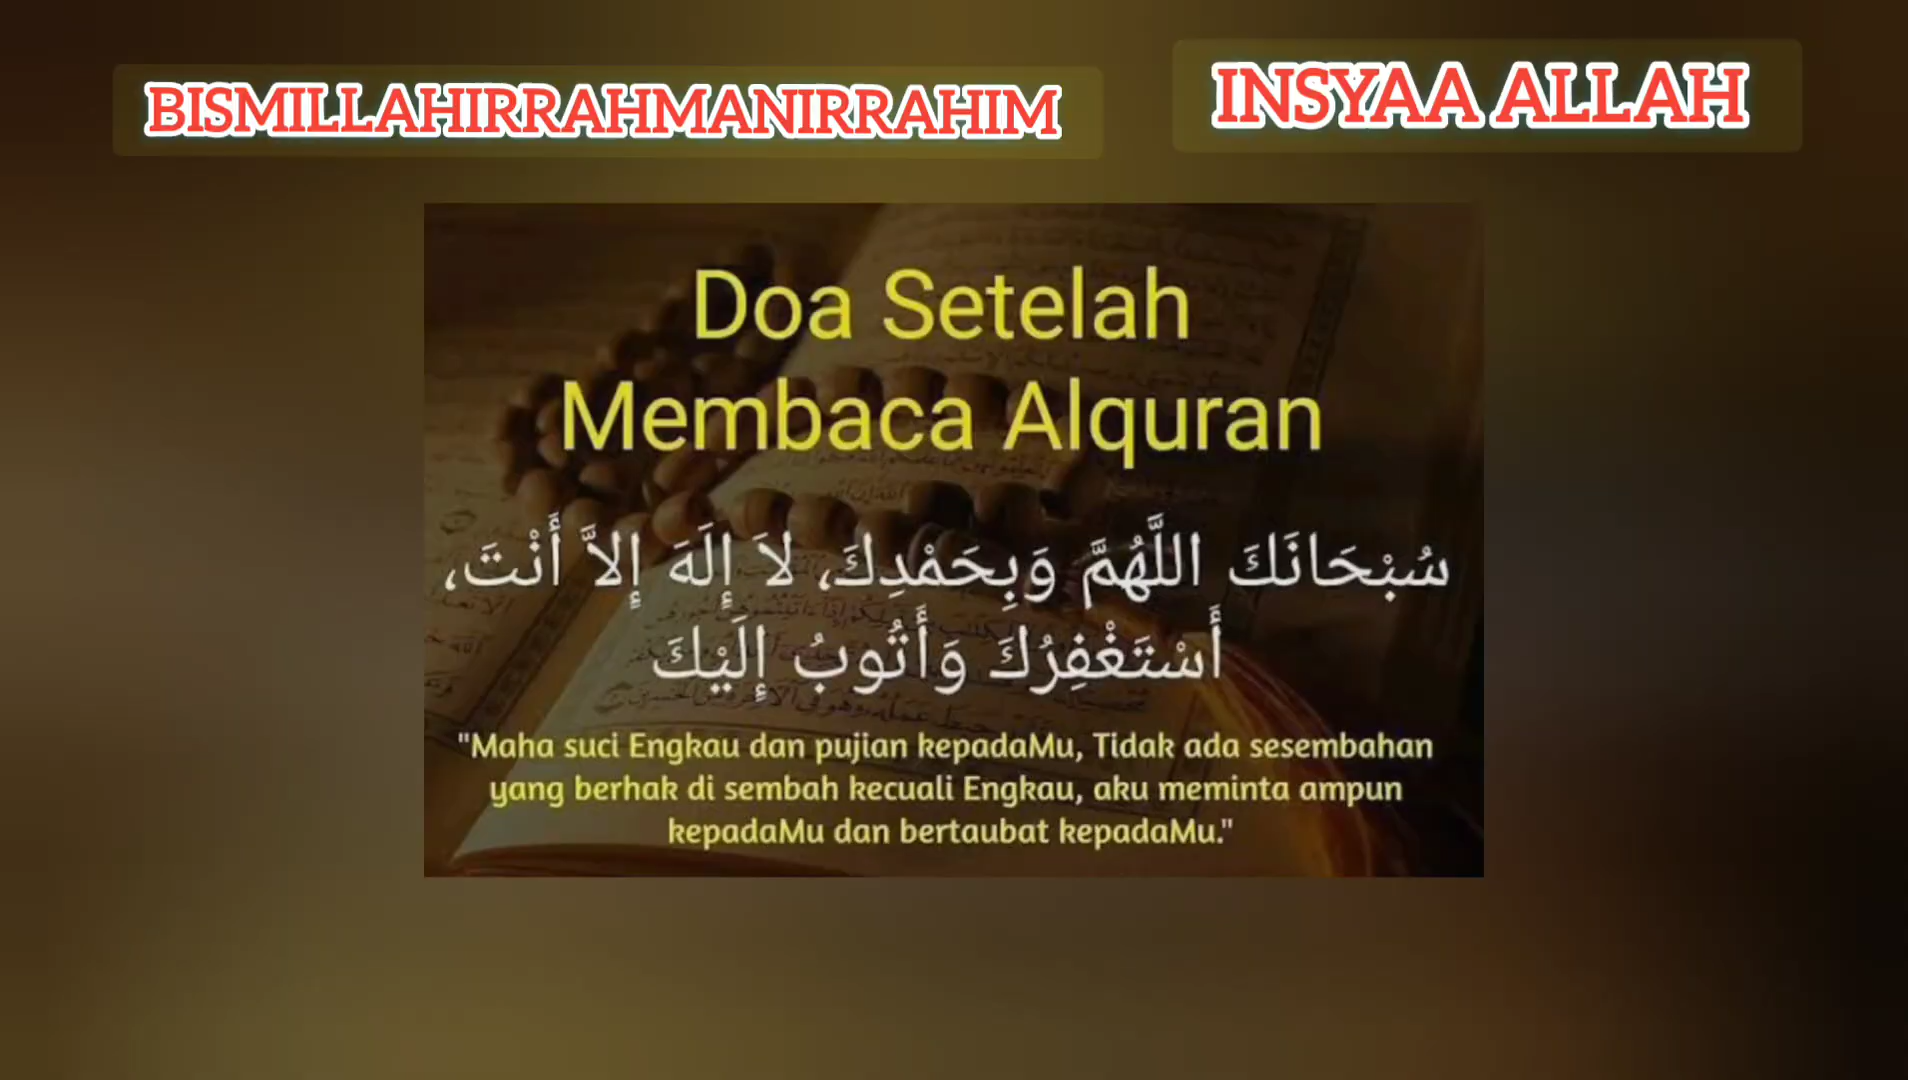 BISMILLAHIRRAHMANIRRAHIM
INSYAA ALLAH
Doa Setelah
Membaca Alquran
سُبْحَانَكَ اللَّهُمَّ وَبِحَمْدِكَ، لاَ إِلَهَ إِلاَّ أَنْتَ،
أَسْتَغْفِرُكَ وَأَتُوبُ إِلَيْكَ
"Maha suci Engkau dan pujian kepadaMu, Tidak ada sesembahan
yang berhak di sembah kecuali Engkau, aku meminta ampun
kepadaMu dan bertaubat kepadaMu."